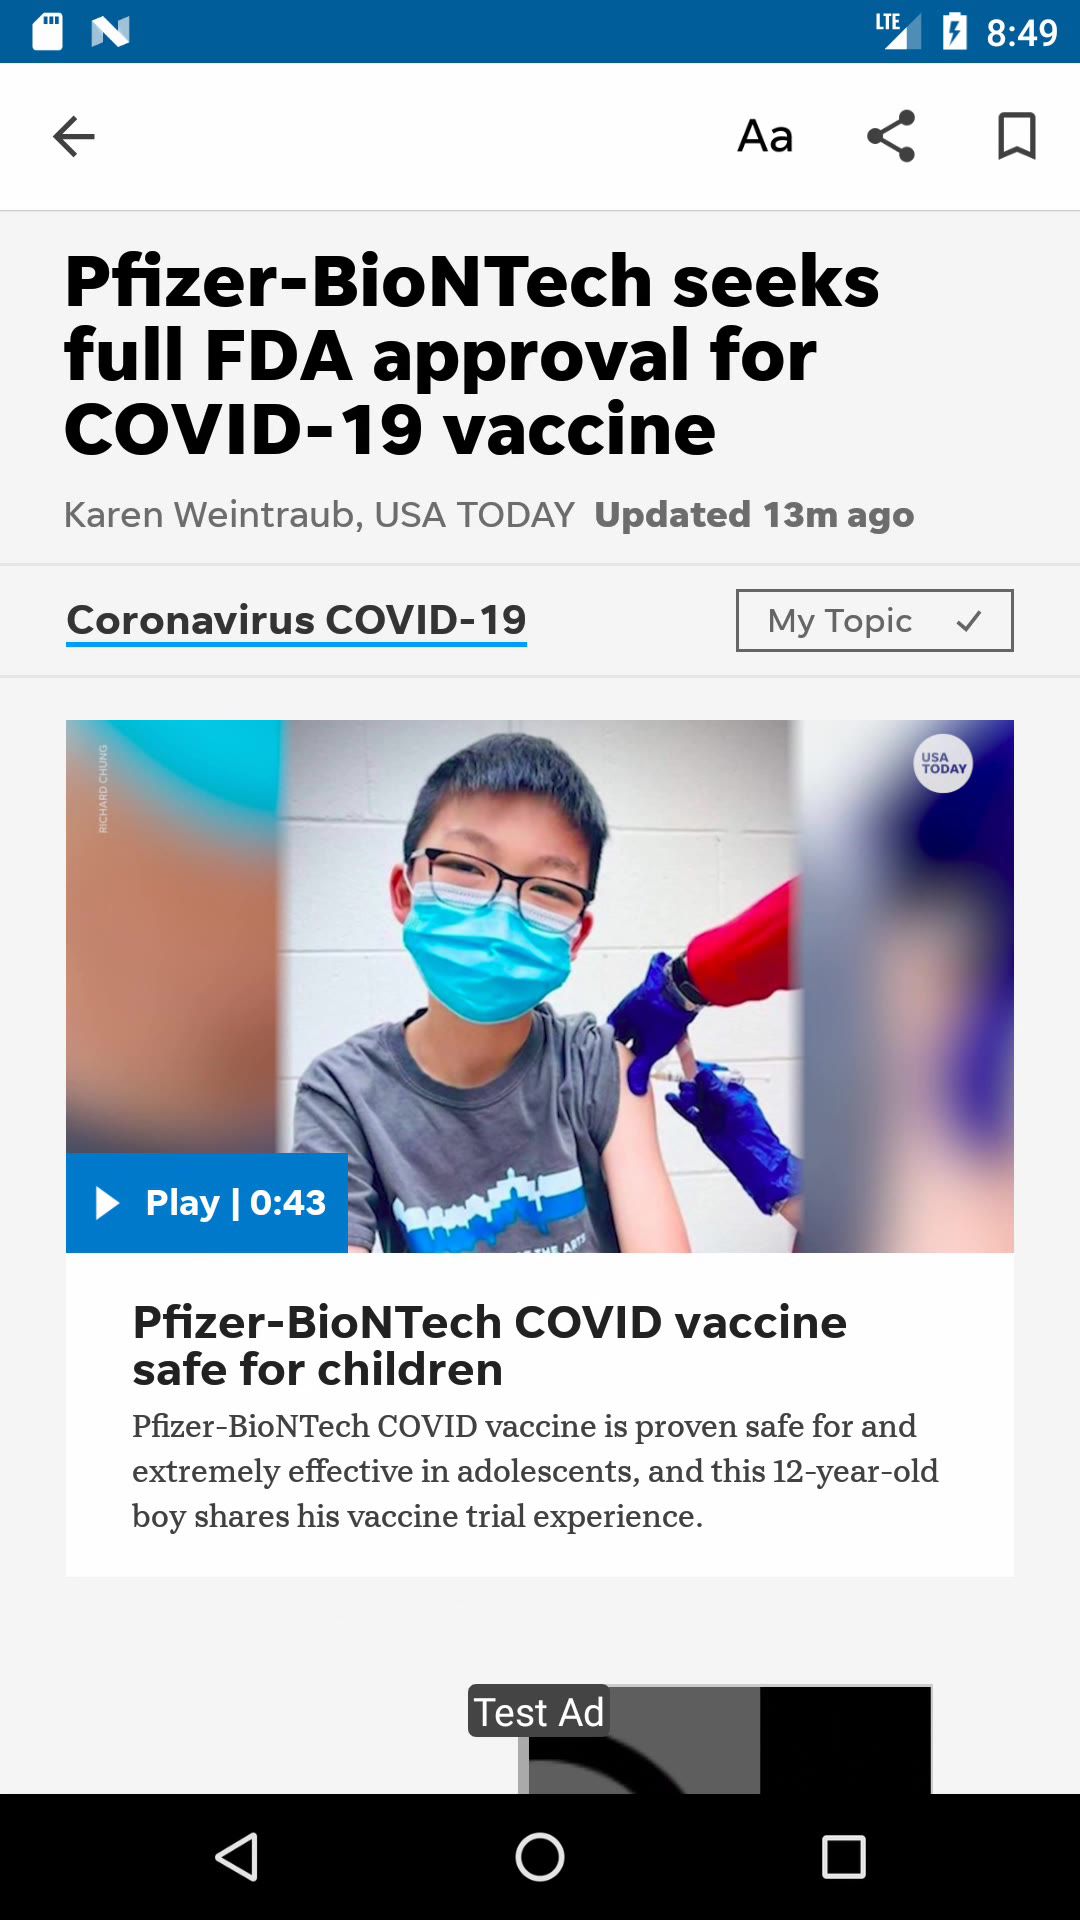 LTE 8:49
Aa
Pfizer-BioNTech seeks
full FDA approval for
COVID-19 vaccine
Karen Weintraub, USA TODAY Updated 13m ago
Coronavirus COVID-19
My Topic
RICHARD CHUNG
USA
TODAY
THE ARTS
Play | 0:43
Pfizer-BioNTech COVID vaccine
safe for children
Pfizer-BioNTech COVID vaccine is proven safe for and
extremely effective in adolescents, and this 12-year-old
boy shares his vaccine trial experience.
Test Ad